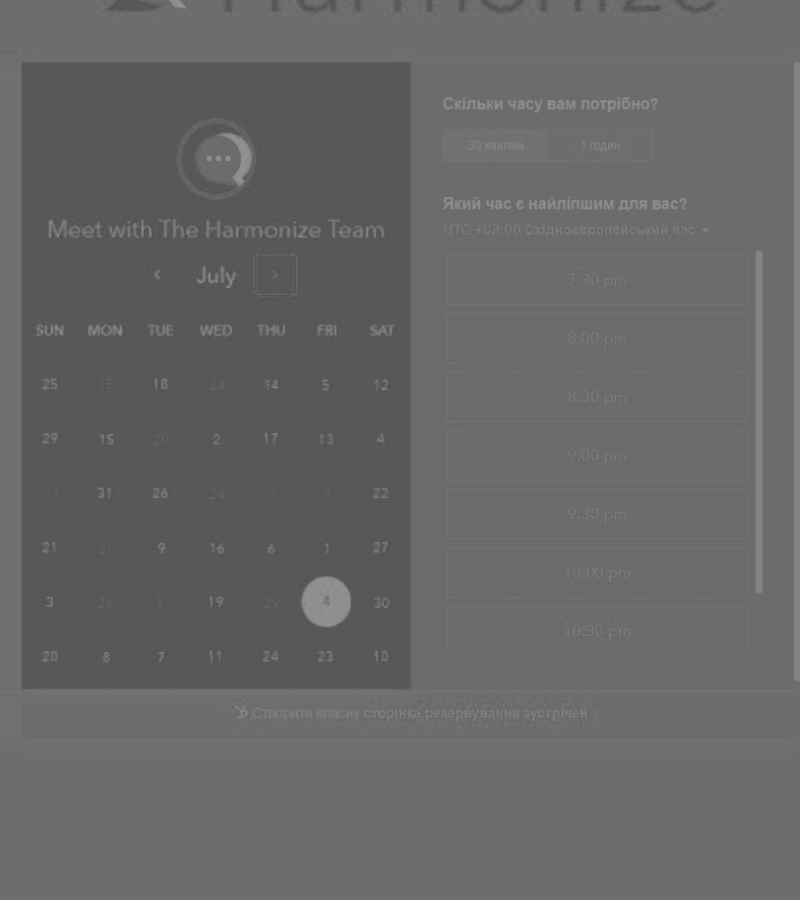 Harmonize
Meet with The Harmonize Team
‹ July ›
SUN MON TUE WED THU FRI SAT
25 15 18 24 14 5 12
29 15 20 2 17 13 4
17 31 26 24 3 3 22
21 21 9 16 6 1 27
3 26 5 19 29 4 30
20 8 7 11 24 23 10
Скільки часу вам потрібно?
30 хвилин 1 годин
Який час є найліпшим для вас?
UTC +03:00 Східноєвропейський час
7:30 pm
8:00 pm
8:30 pm
9:00 pm
9:30 pm
10:00 pm
10:30 pm
Створити власну сторінка резервування зустрічей